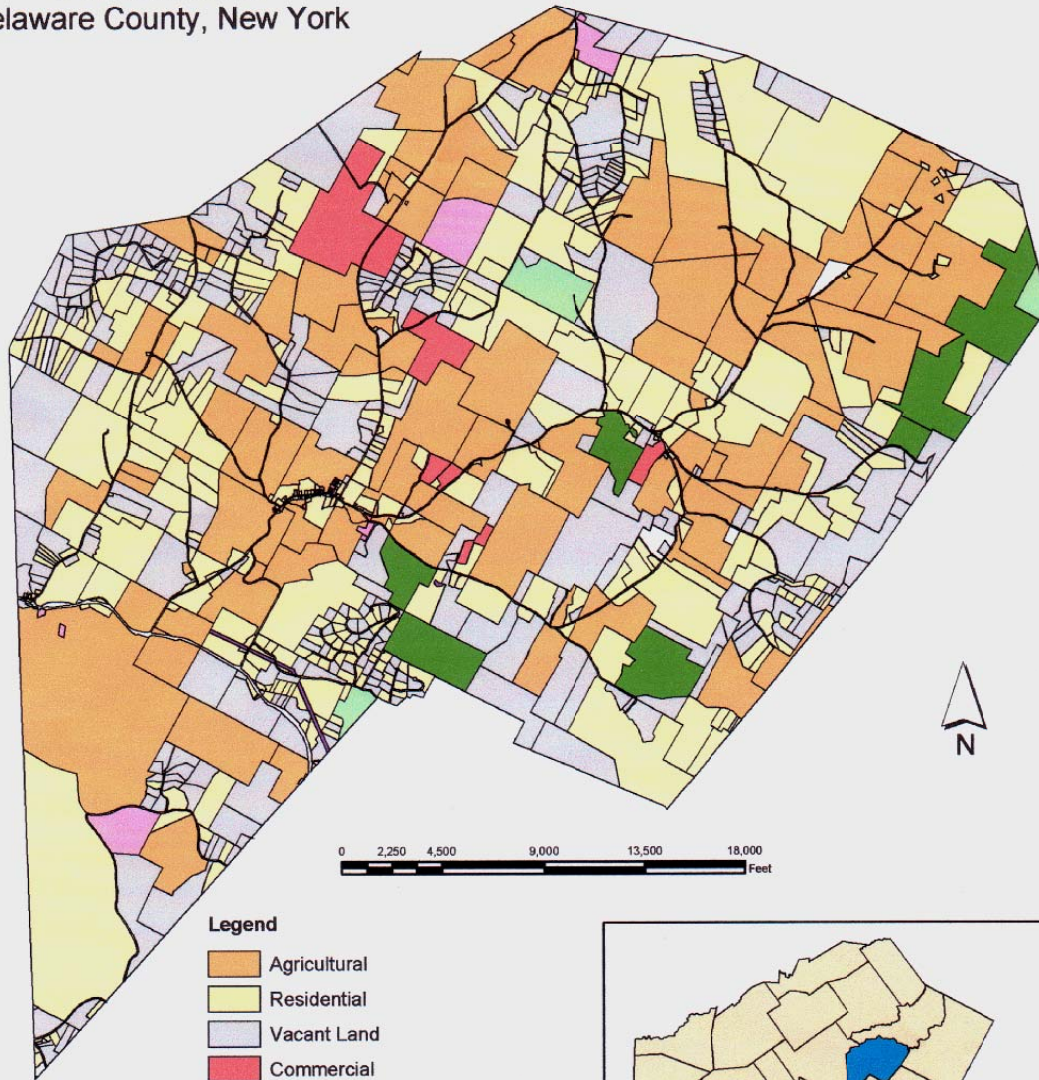 elaware County, New York
N
0 2,250 4,500 9,000 13,500 18,000
Feet
Legend
Agricultural
Residential
Vacant Land
Commercial